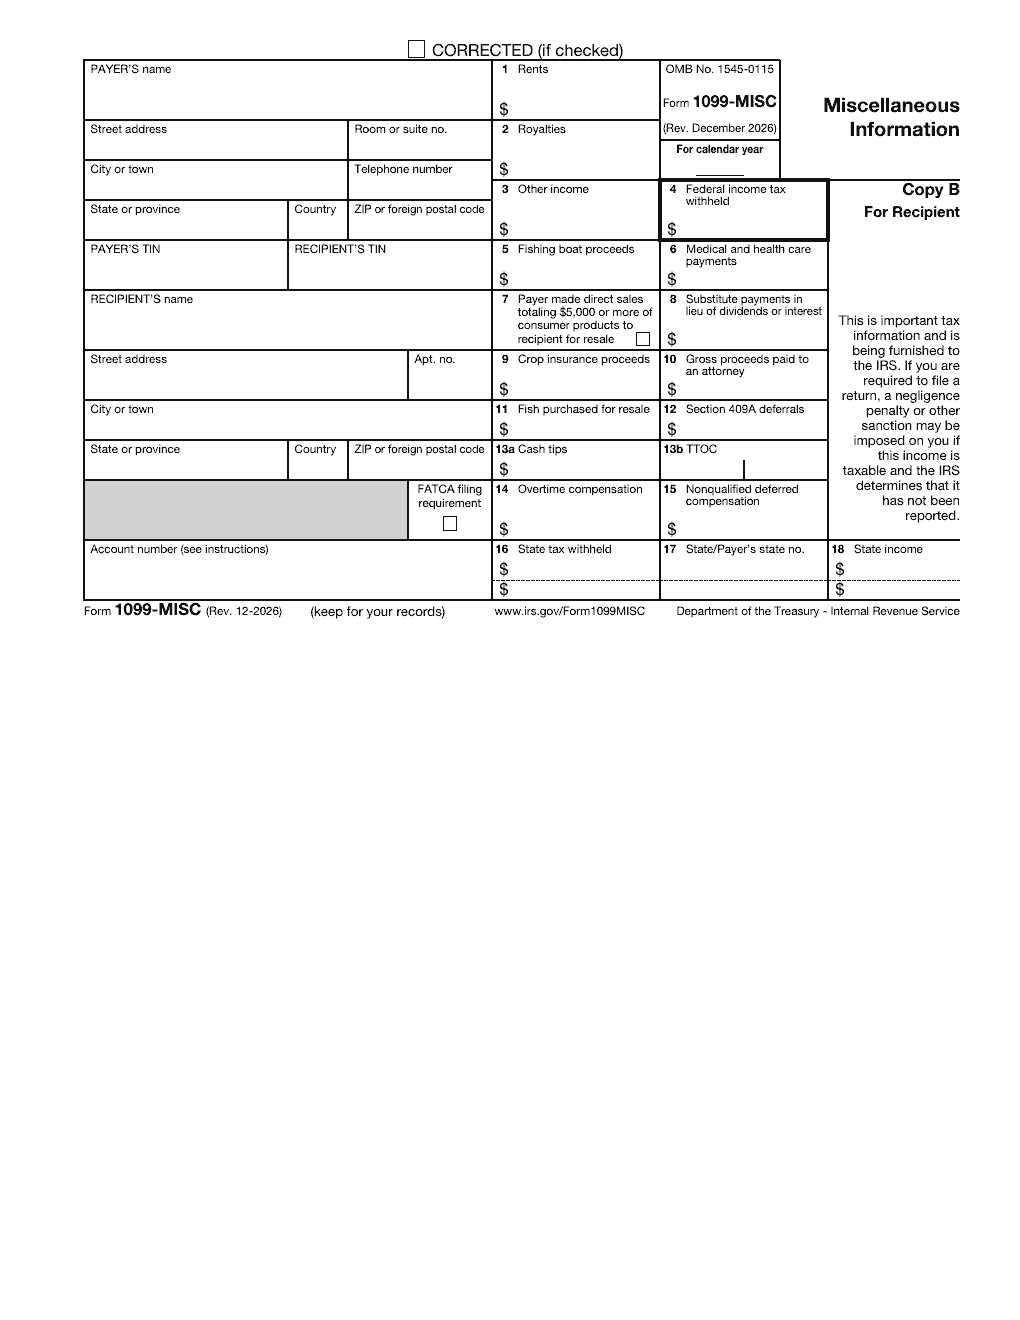 CORRECTED (if checked)
PAYER'S name
Street address
Room or suite no.
City or town
Telephone number
State or province
Country
ZIP or foreign postal code
PAYER'S TIN
RECIPIENT'S TIN
RECIPIENT'S name
Street address
Apt. no.
City or town
State or province
Country
ZIP or foreign postal code
FATCA filing
requirement
Account number (see instructions)
1 Rents
$
2 Royalties
$
OMB No. 1545-0115
Form 1099-MISC
(Rev. December 2026)
For calendar year
Miscellaneous
Information
3 Other income
$
4 Federal income tax
withheld
$
5 Fishing boat proceeds
$
6 Medical and health care
payments
$
7 Payer made direct sales
totaling $5,000 or more of
consumer products to
recipient for resale
8 Substitute payments in
lieu of dividends or interest
$
9 Crop insurance proceeds
$
10 Gross proceeds paid to
an attorney
$
11 Fish purchased for resale
$
12 Section 409A deferrals
$
13a Cash tips
$
13b TTOC
14 Overtime compensation
$
15 Nonqualified deferred
compensation
$
16 State tax withheld
$
$
17 State/Payer's state no.
18 State income
$
$
Copy B
For Recipient
This is important tax
information and is
being furnished to
the IRS. If you are
required to file a
return, a negligence
penalty or other
sanction may be
imposed on you if
this income is
taxable and the IRS
determines that it
has not been
reported.
Form 1099-MISC (Rev. 12-2026)
(keep for your records)
www.irs.gov/Form1099MISC
Department of the Treasury - Internal Revenue Service